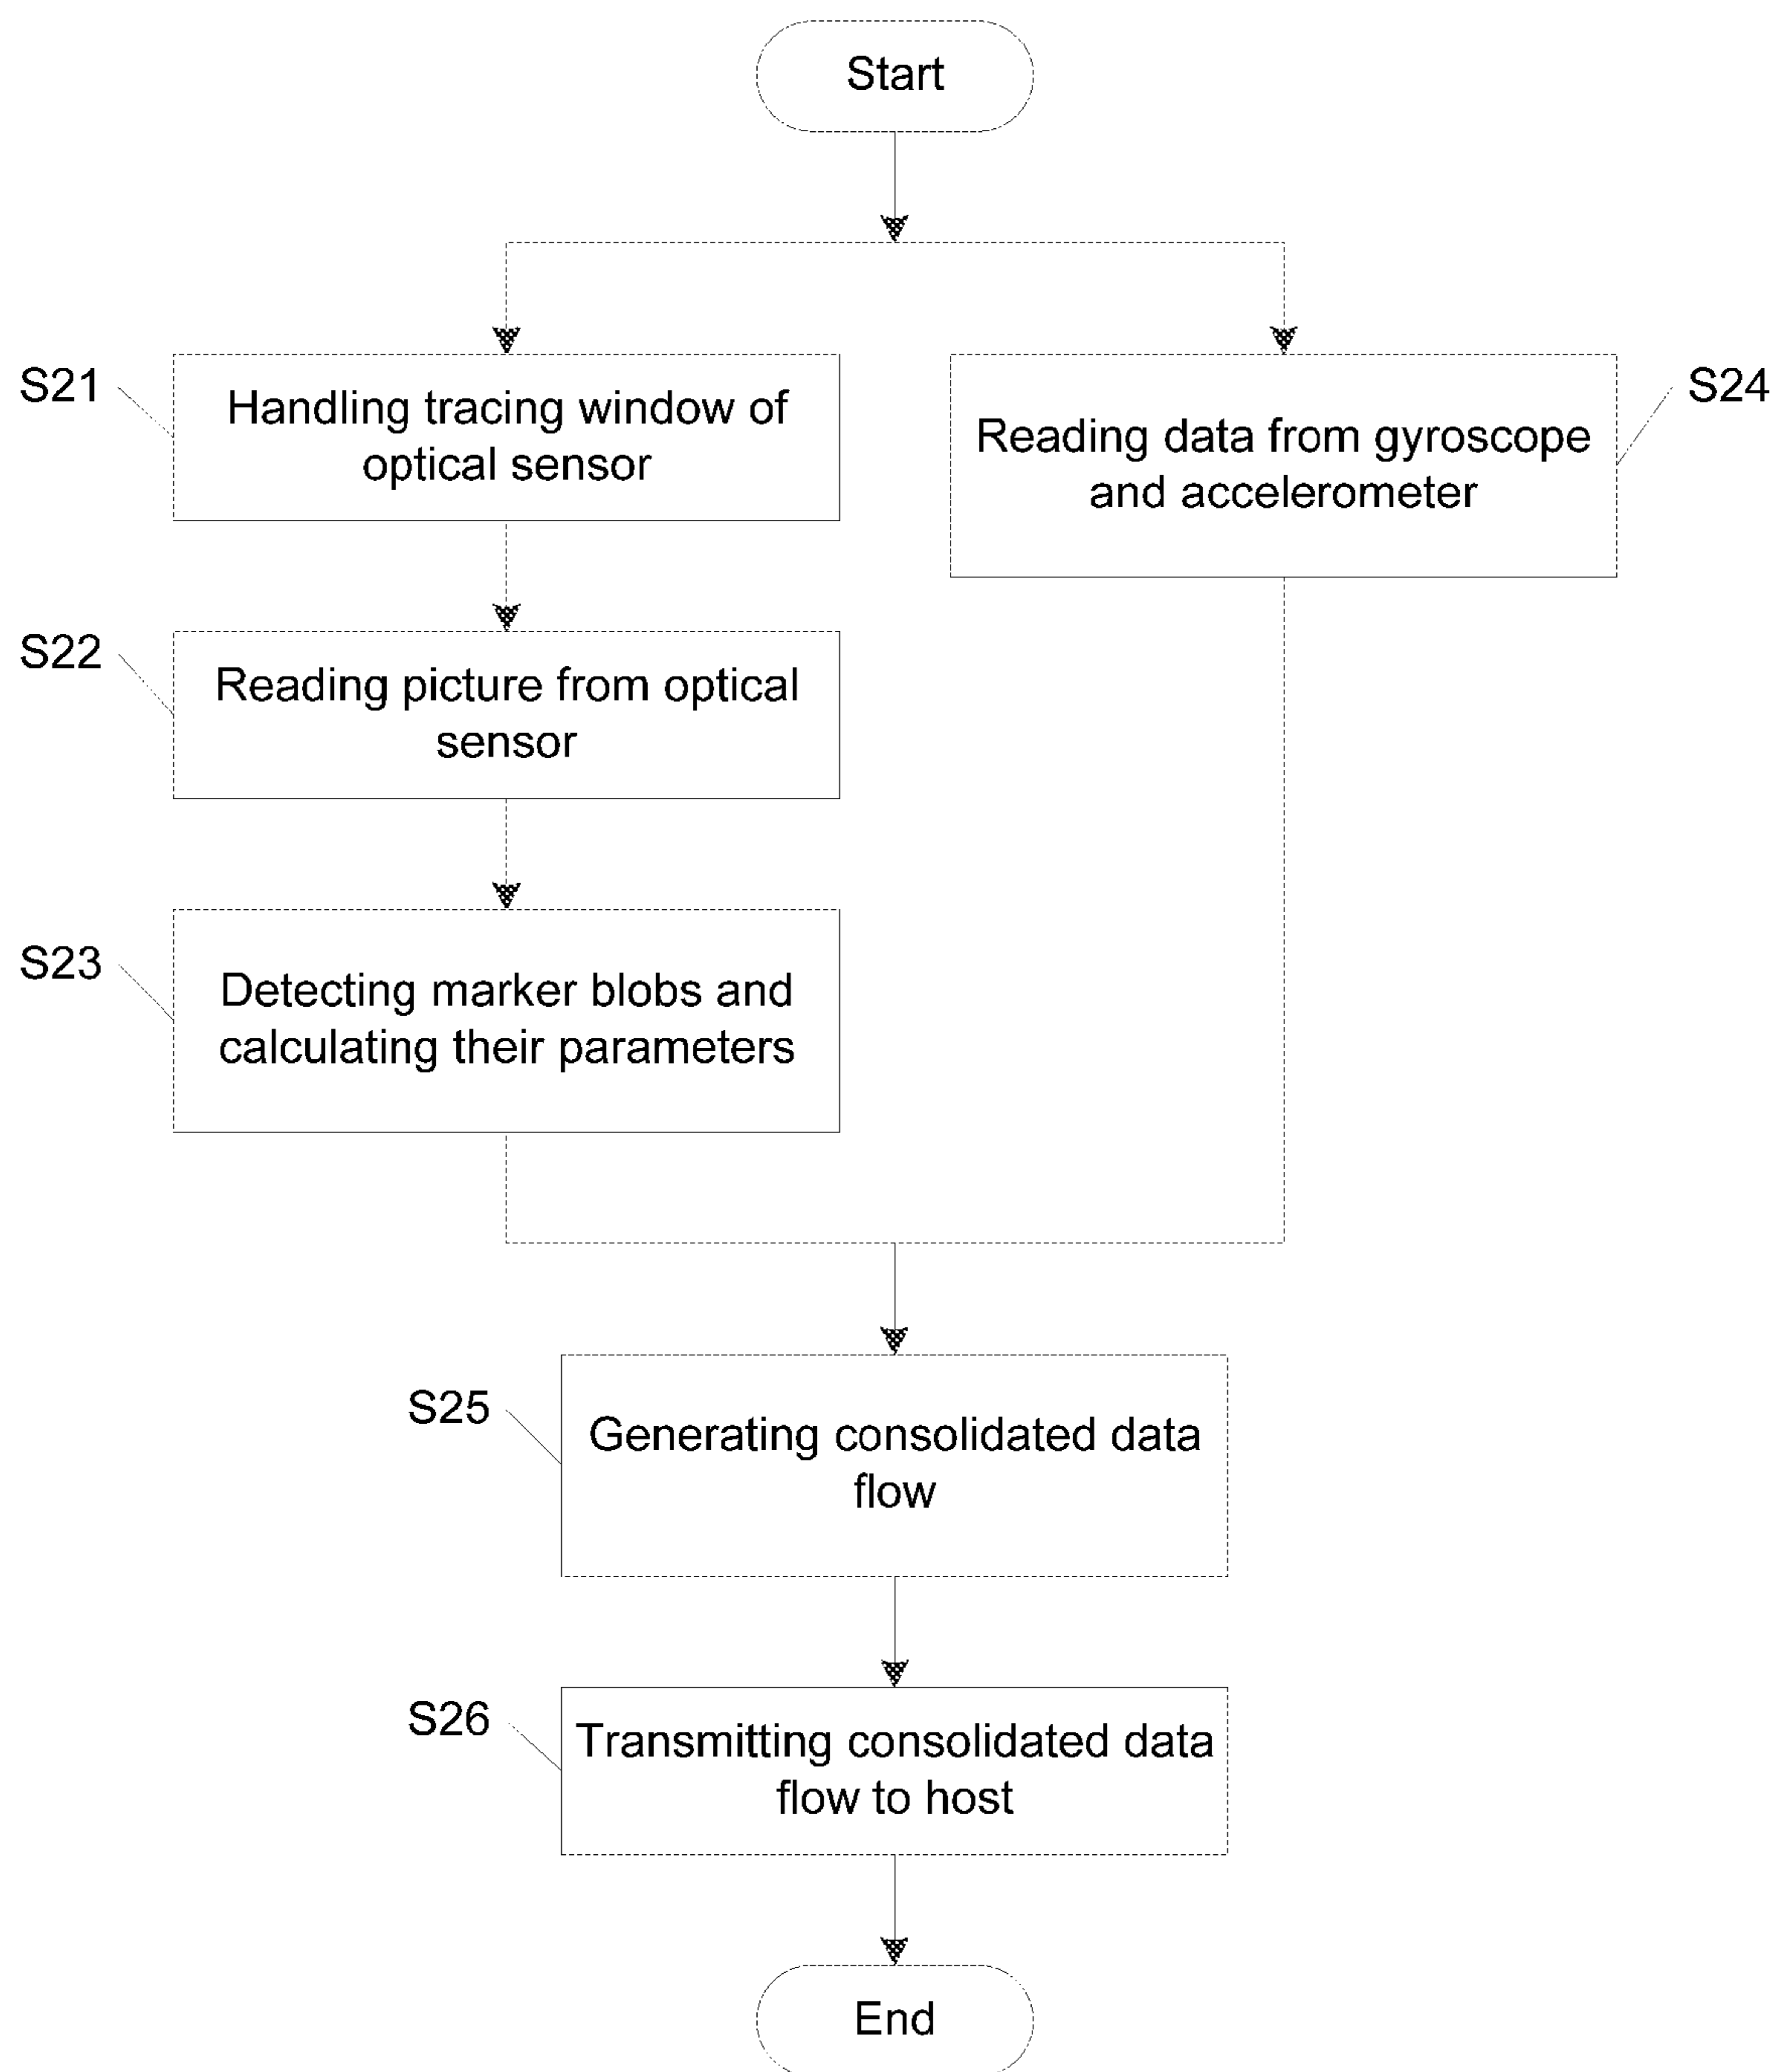 Start
S21
Handling tracing window of
optical sensor
S24
Reading data from gyroscope
and accelerometer
S22
Reading picture from optical
sensor
S23
Detecting marker blobs and
calculating their parameters
S25
Generating consolidated data
flow
S26
Transmitting consolidated data
flow to host
End